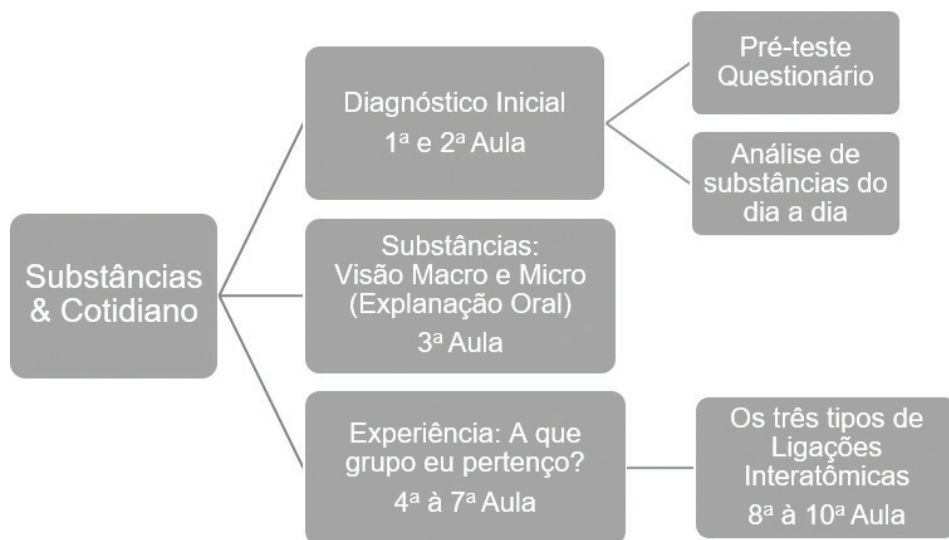 Substâncias
& Cotidiano
Diagnóstico Inicial
1ª e 2ª Aula
Pré-teste
Questionário
Análise de
substâncias do
dia a dia
Substâncias:
Visão Macro e Micro
(Explanação Oral)
3ª Aula
Experiência: A que
grupo eu pertenço?
4ª à 7ª Aula
Os três tipos de
Ligações
Interatômicas
8ª à 10ª Aula